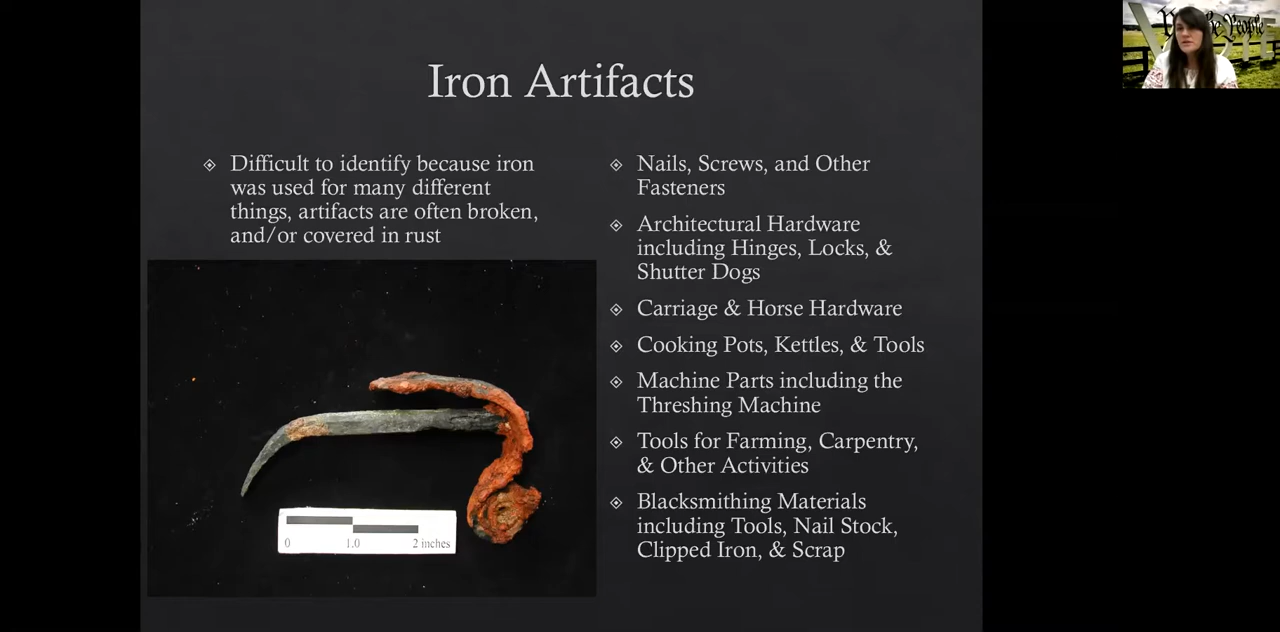 Iron Artifacts
Difficult to identify because iron
was used for many different
things, artifacts are often broken,
and/or covered in rust
0 1.0 2 inches
Nails, Screws, and Other
Fasteners
Architectural Hardware
including Hinges, Locks, &
Shutter Dogs
Carriage & Horse Hardware
Cooking Pots, Kettles, & Tools
Machine Parts including the
Threshing Machine
Tools for Farming, Carpentry,
& Other Activities
Blacksmithing Materials
including Tools, Nail Stock,
Clipped Iron, & Scrap
People